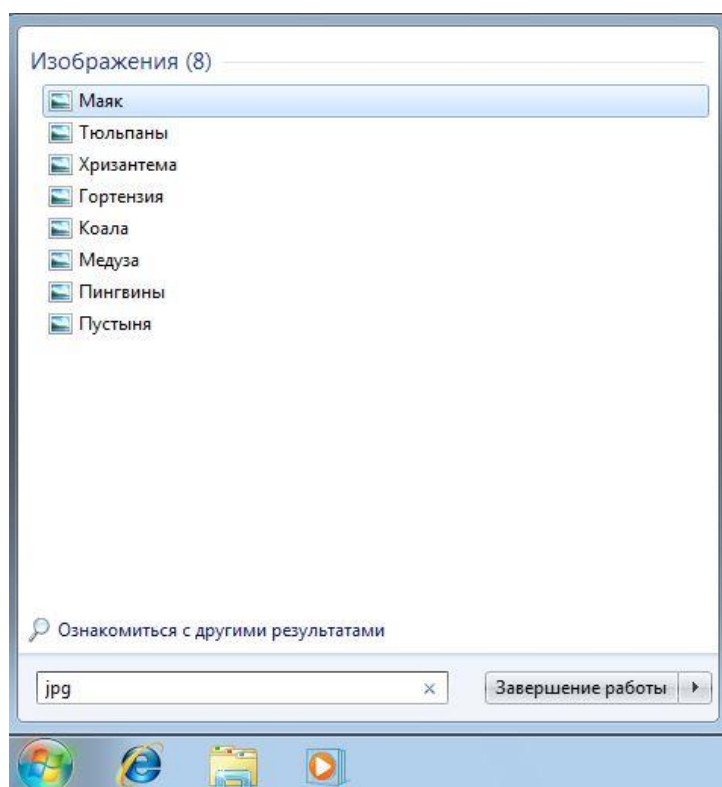 Изображения (8)
Маяк
Тюльпаны
Хризантема
Гортензия
Коала
Медуза
Пингвины
Пустыня
Ознакомиться с другими результатами
jpg
Завершение работы